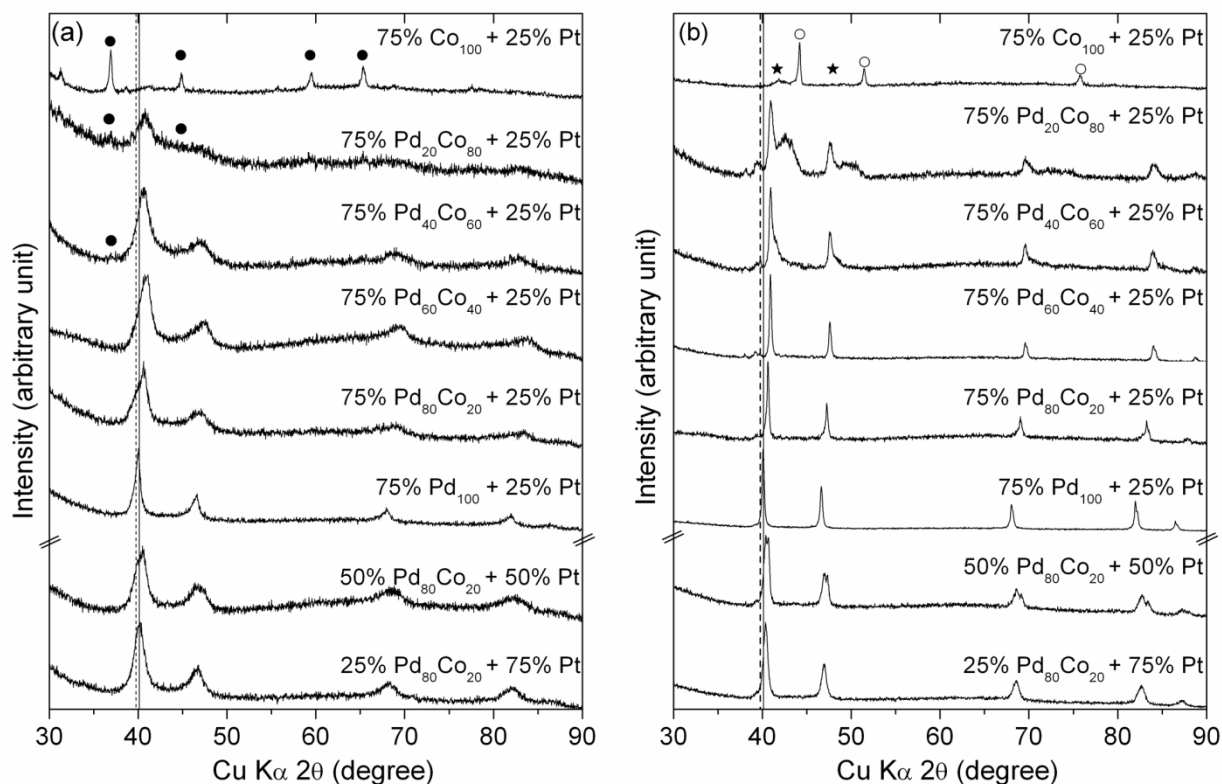 (a)
75% Co₁₀₀ + 25% Pt
75% Pd₂₀Co₈₀ + 25% Pt
75% Pd₄₀Co₆₀ + 25% Pt
75% Pd₆₀Co₄₀ + 25% Pt
75% Pd₈₀Co₂₀ + 25% Pt
75% Pd₁₀₀ + 25% Pt
50% Pd₈₀Co₂₀ + 50% Pt
25% Pd₈₀Co₂₀ + 75% Pt
Intensity (arbitrary unit)
30 40 50 60 70 80 90
Cu Kα 2θ (degree)
(b)
75% Co₁₀₀ + 25% Pt
75% Pd₂₀Co₈₀ + 25% Pt
75% Pd₄₀Co₆₀ + 25% Pt
75% Pd₆₀Co₄₀ + 25% Pt
75% Pd₈₀Co₂₀ + 25% Pt
75% Pd₁₀₀ + 25% Pt
50% Pd₈₀Co₂₀ + 50% Pt
25% Pd₈₀Co₂₀ + 75% Pt
Intensity (arbitrary unit)
30 40 50 60 70 80 90
Cu Kα 2θ (degree)